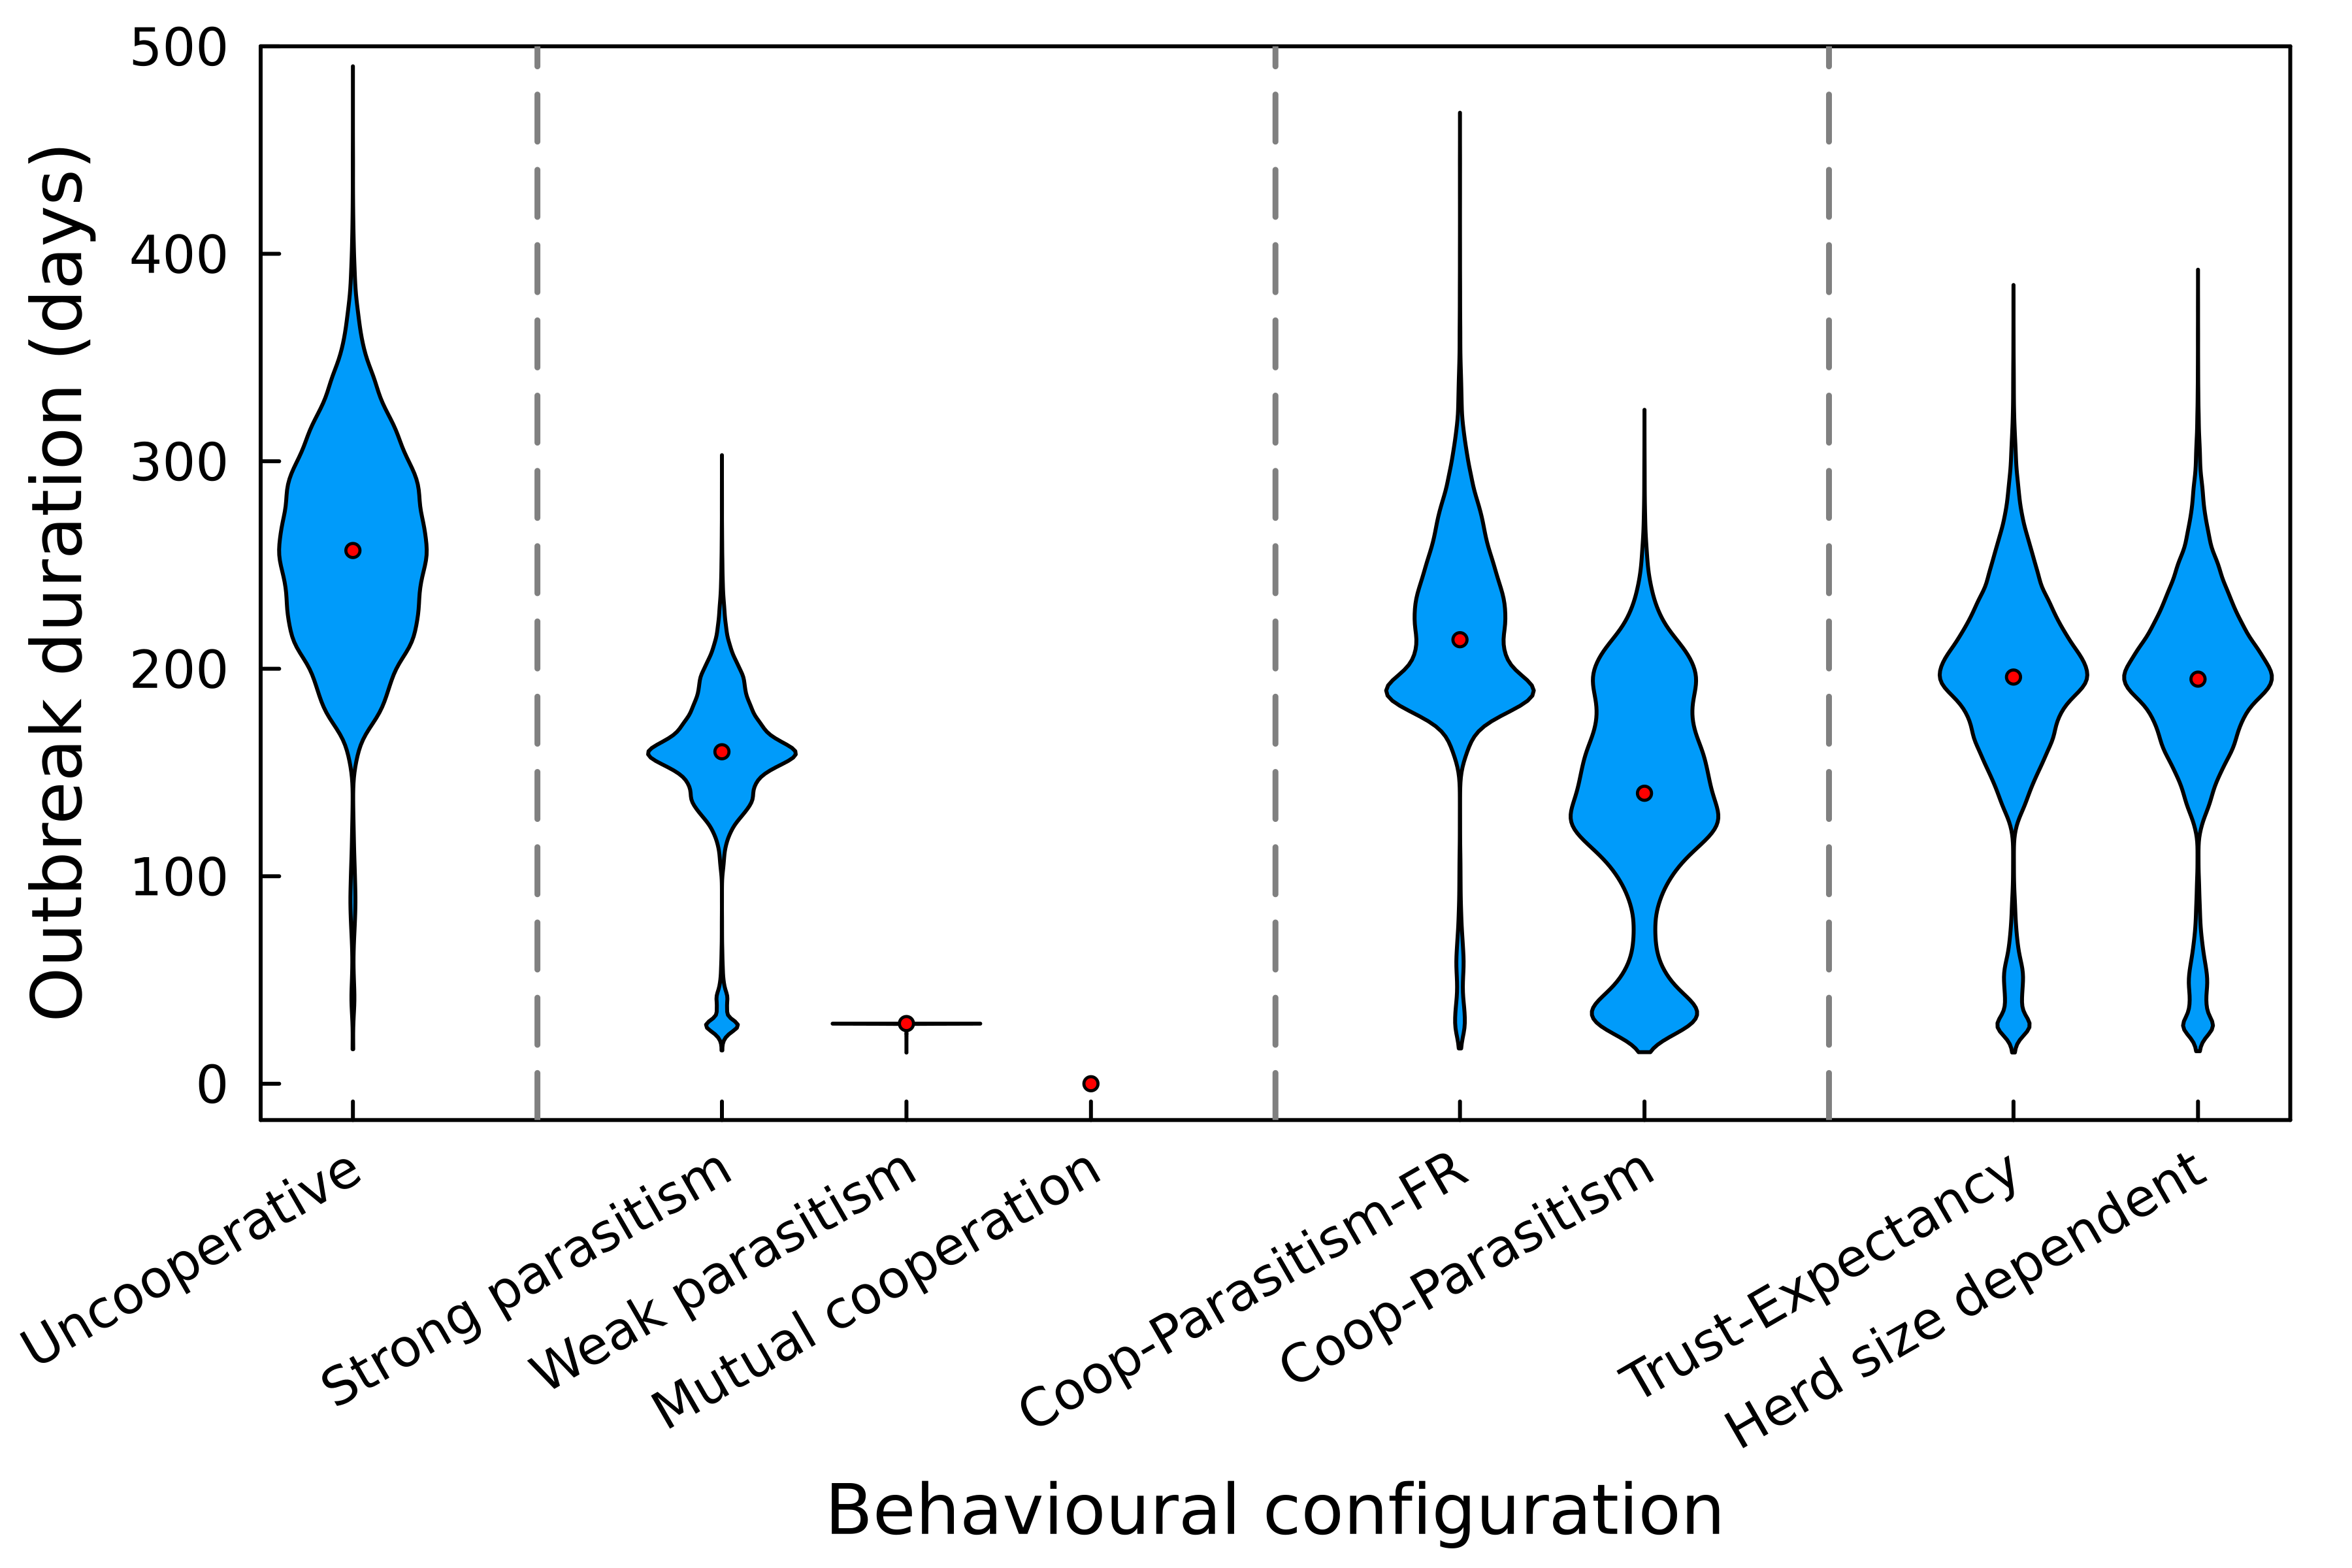 500
400
300
200
100
0
Outbreak duration (days)
Uncooperative
Strong parasitism
Weak parasitism
Mutual cooperation
Coop-Parasitism-FR
Coop-Parasitism
Trust-Expectancy
Herd size dependent
Behavioural configuration